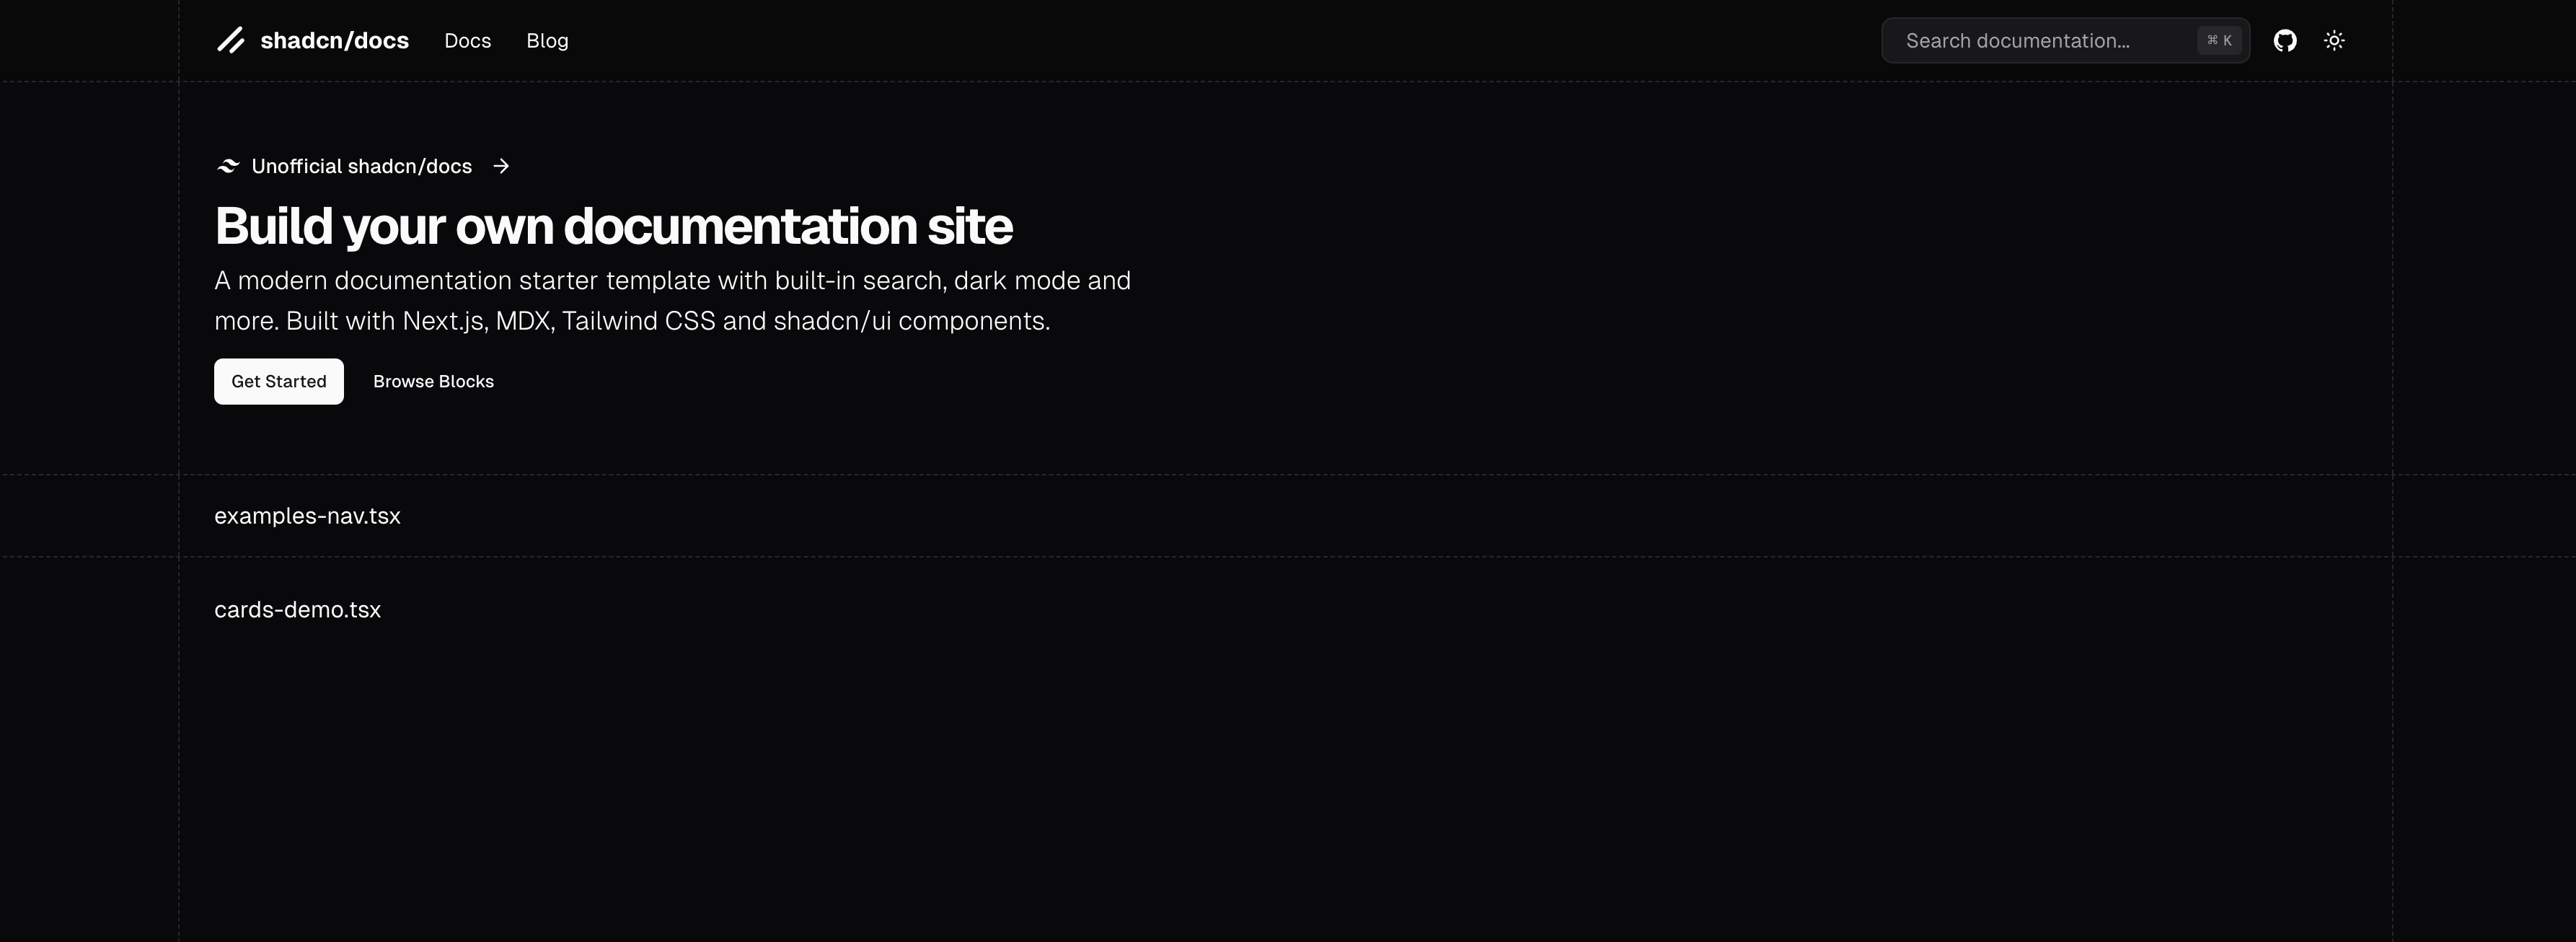 shadcn/docs Docs Blog Search documentation... ⌘ K
Unofficial shadcn/docs →
Build your own documentation site
A modern documentation starter template with built-in search, dark mode and
more. Built with Next.js, MDX, Tailwind CSS and shadcn/ui components.
Get Started Browse Blocks
examples-nav.tsx
cards-demo.tsx